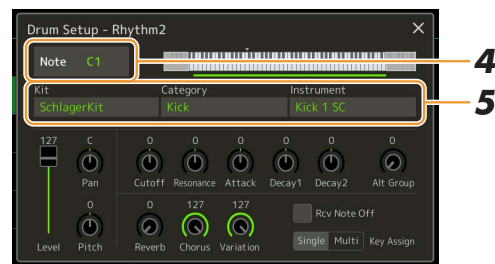 Drum Setup - Rhythm2 ×
Note C1
4
Kit Category Instrument
SchlagerKit Kick Kick 1 SC
5
127 C 0 0 0 0 0 0
Pan Cutoff Resonance Attack Decay1 Decay2 Alt Group
0 0 127 127 Rcv Note Off
Level Pitch Reverb Chorus Variation Single Multi Key Assign